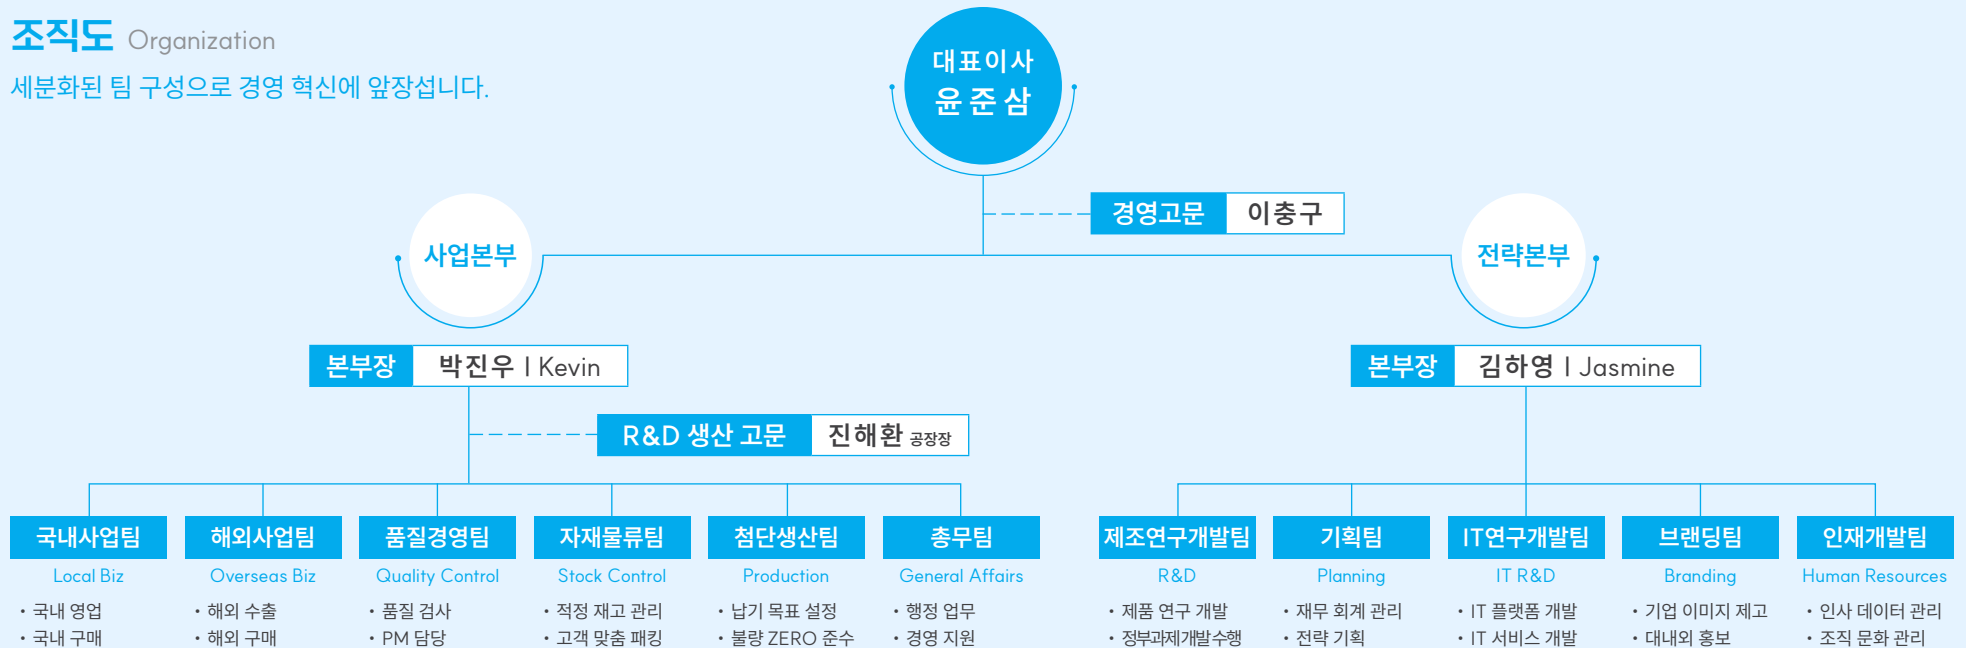 조직도 Organization
세분화된 팀 구성으로 경영 혁신에 앞장섭니다.
대표이사
윤준삼
경영고문 이충구
사업본부
전략본부
본부장 박진우 | Kevin
본부장 김하영 | Jasmine
R&D 생산 고문 진해환 공장장
국내사업팀
Local Biz
• 국내 영업
• 국내 구매
해외사업팀
Overseas Biz
• 해외 수출
• 해외 구매
품질경영팀
Quality Control
• 품질 검사
• PM 담당
자재물류팀
Stock Control
• 적정 재고 관리
• 고객 맞춤 패킹
첨단생산팀
Production
• 납기 목표 설정
• 불량 ZERO 준수
총무팀
General Affairs
• 행정 업무
• 경영 지원
제조연구개발팀
R&D
• 제품 연구 개발
• 정부과제개발수행
기획팀
Planning
• 재무 회계 관리
• 전략 기획
IT연구개발팀
IT R&D
• IT 플랫폼 개발
• IT 서비스 개발
브랜딩팀
Branding
• 기업 이미지 제고
• 대내외 홍보
인재개발팀
Human Resources
• 인사 데이터 관리
• 조직 문화 관리